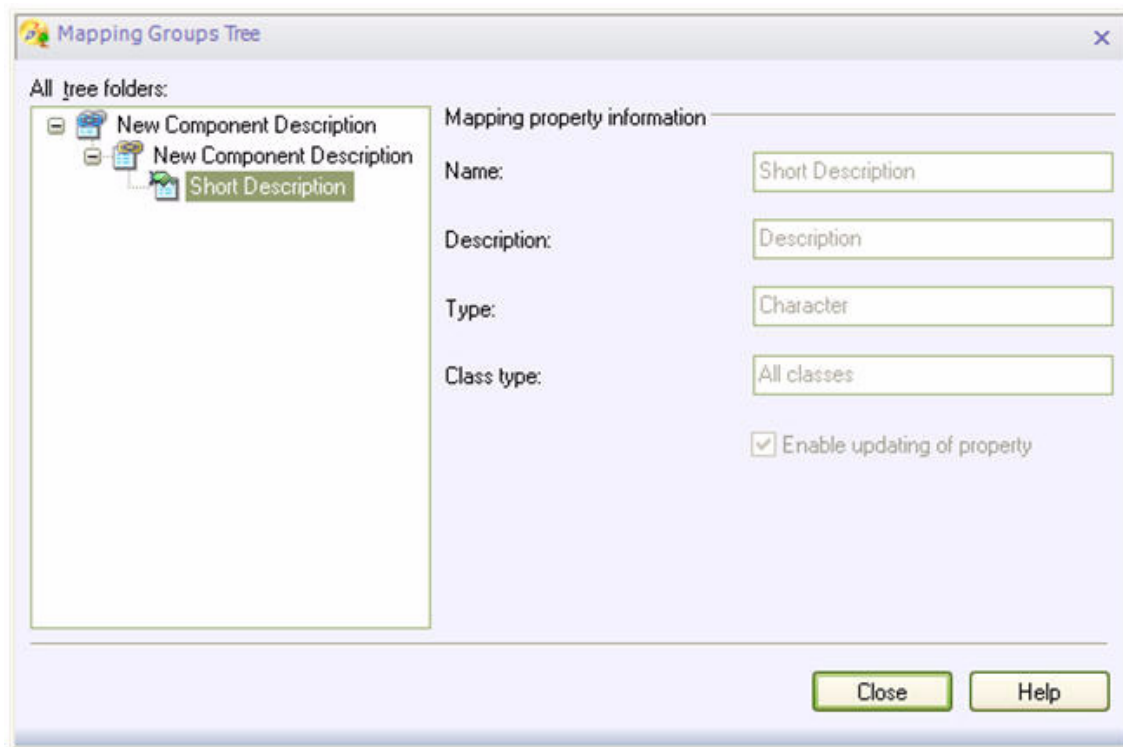 Mapping Groups Tree
All tree folders:
New Component Description
New Component Description
Short Description
Mapping property information
Name:
Short Description
Description:
Description
Type:
Character
Class type:
All classes
Enable updating of property
Close
Help